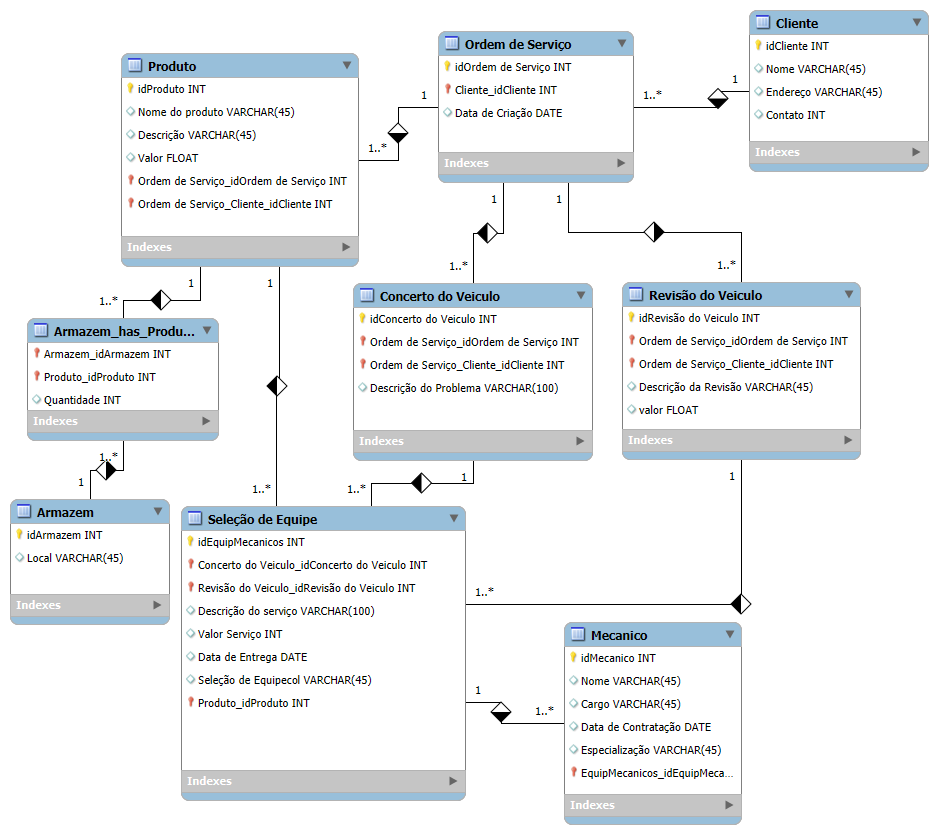 Cliente
idCliente INT
Nome VARCHAR(45)
Endereço VARCHAR(45)
Contato INT
Indexes
Ordem de Serviço
idOrdem de Serviço INT
Cliente_idCliente INT
Data de Criação DATE
Indexes
1..*
1
Produto
idProduto INT
Nome do produto VARCHAR(45)
Descrição VARCHAR(45)
Valor FLOAT
Ordem de Serviço_idOrdem de Serviço INT
Ordem de Serviço_Cliente_idCliente INT
Indexes
1
1..*
1
1
1
1..*
1..*
1
1..*
Armazem_has_Produ...
Armazem_idArmazem INT
Produto_idProduto INT
Quantidade INT
Indexes
Concerto do Veiculo
idConcerto do Veiculo INT
Ordem de Serviço_idOrdem de Serviço INT
Ordem de Serviço_Cliente_idCliente INT
Descrição do Problema VARCHAR(100)
Indexes
Revisão do Veiculo
idRevisão do Veiculo INT
Ordem de Serviço_idOrdem de Serviço INT
Ordem de Serviço_Cliente_idCliente INT
Descrição da Revisão VARCHAR(45)
valor FLOAT
Indexes
1..*
1
1..*
1..*
1
1
Armazem
idArmazem INT
Local VARCHAR(45)
Indexes
Seleção de Equipe
idEquipMecanicos INT
Concerto do Veiculo_idConcerto do Veiculo INT
Revisão do Veiculo_idRevisão do Veiculo INT
Descrição do serviço VARCHAR(100)
Valor Serviço INT
Data de Entrega DATE
Seleção de Equipecol VARCHAR(45)
Produto_idProduto INT
Indexes
1..*
1
1..*
Mecanico
idMecanico INT
Nome VARCHAR(45)
Cargo VARCHAR(45)
Data de Contratação DATE
Especialização VARCHAR(45)
EquipMecanicos_idEquipMeca...
Indexes